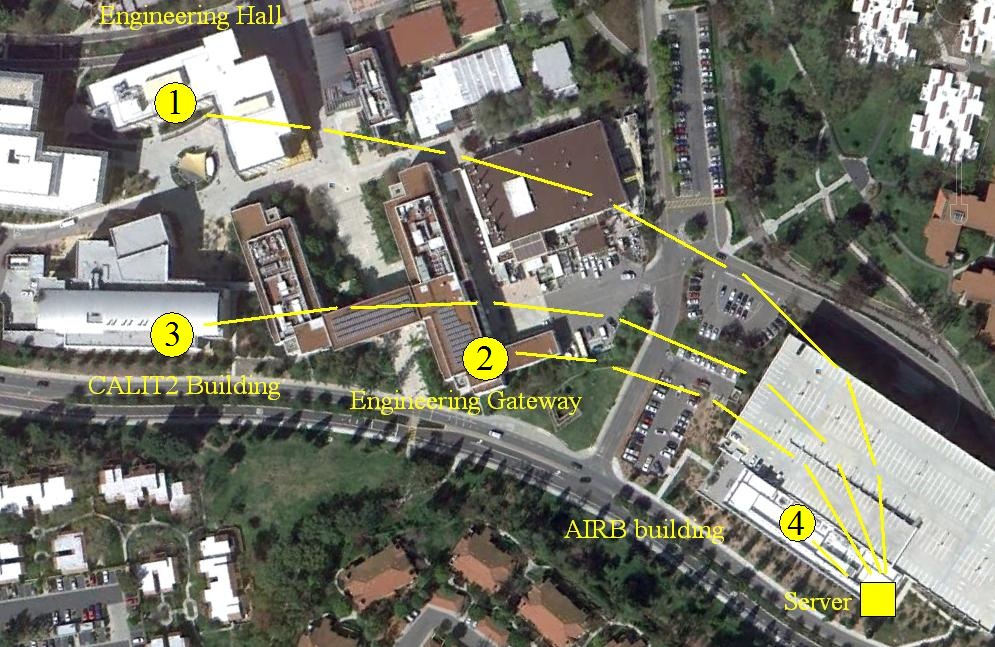 Engineering Hall
1
3
2
CALIT2 Building
Engineering Gateway
4
AIRB building
Server